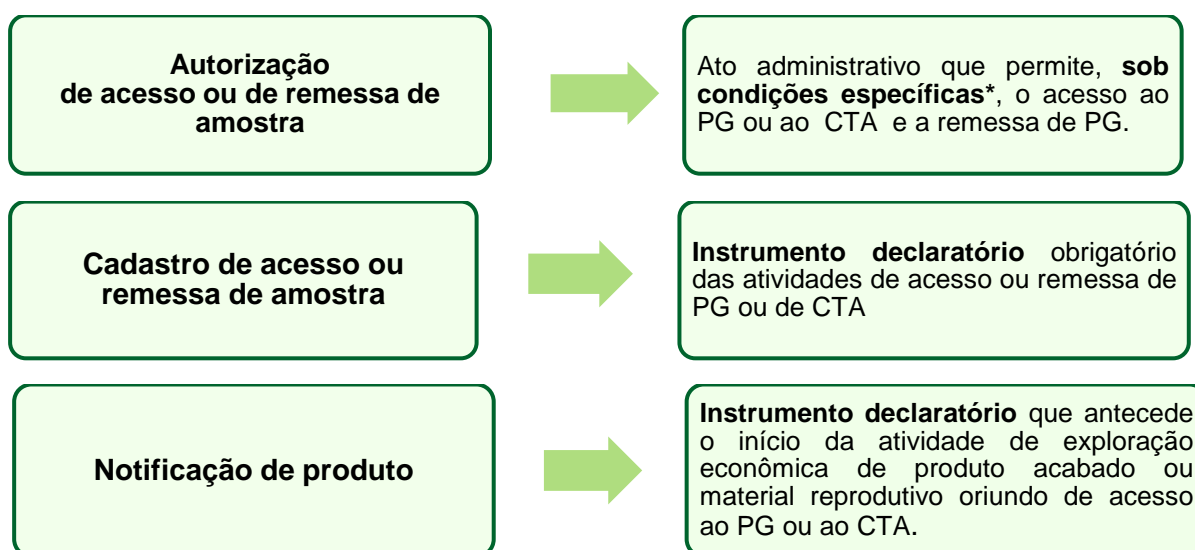 Autorização
de acesso ou de remessa de
amostra
Ato administrativo que permite, sob
condições específicas*, o acesso ao
PG ou ao CTA e a remessa de PG.
Cadastro de acesso ou
remessa de amostra
Instrumento declaratório obrigatório
das atividades de acesso ou remessa de
PG ou de CTA
Notificação de produto
Instrumento declaratório que antecede
o início da atividade de exploração
econômica de produto acabado ou
material reprodutivo oriundo de acesso
ao PG ou ao CTA.